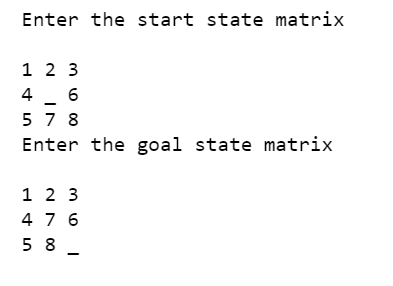 Enter the start state matrix
1 2 3
4 _ 6
5 7 8
Enter the goal state matrix
1 2 3
4 7 6
5 8 _